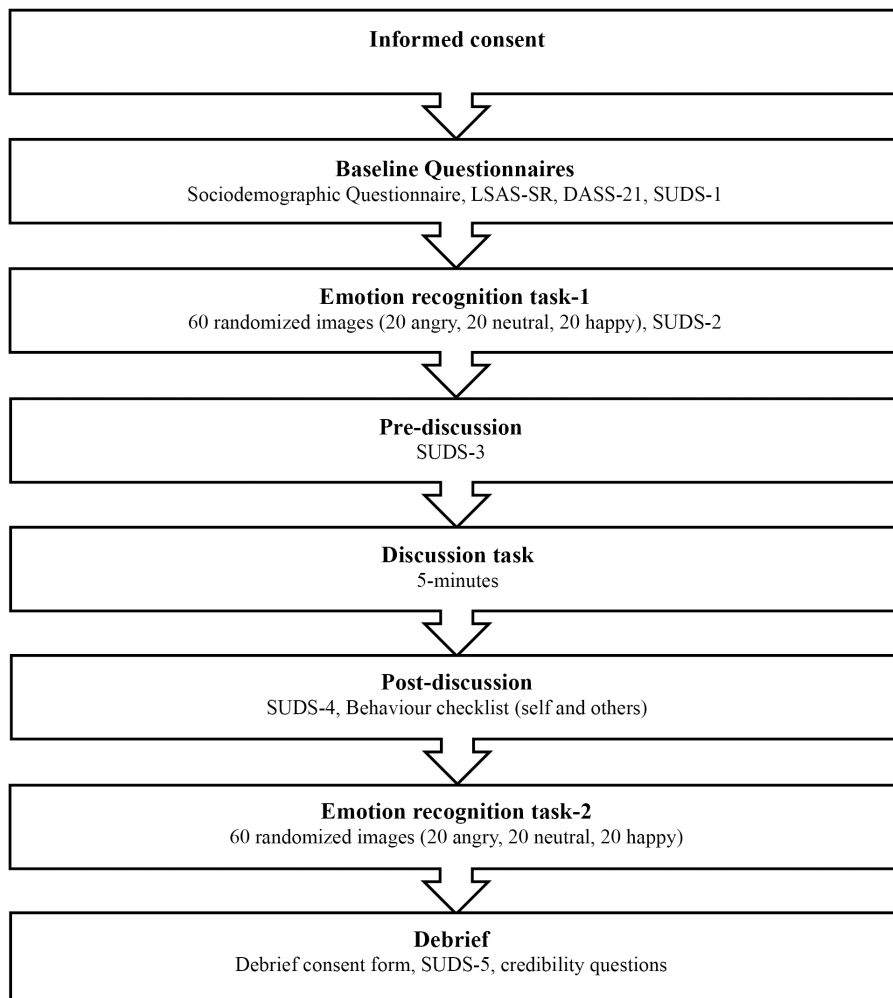 Informed consent
Baseline Questionnaires
Sociodemographic Questionnaire, LSAS-SR, DASS-21, SUDS-1
Emotion recognition task-1
60 randomized images (20 angry, 20 neutral, 20 happy), SUDS-2
Pre-discussion
SUDS-3
Discussion task
5-minutes
Post-discussion
SUDS-4, Behaviour checklist (self and others)
Emotion recognition task-2
60 randomized images (20 angry, 20 neutral, 20 happy)
Debrief
Debrief consent form, SUDS-5, credibility questions